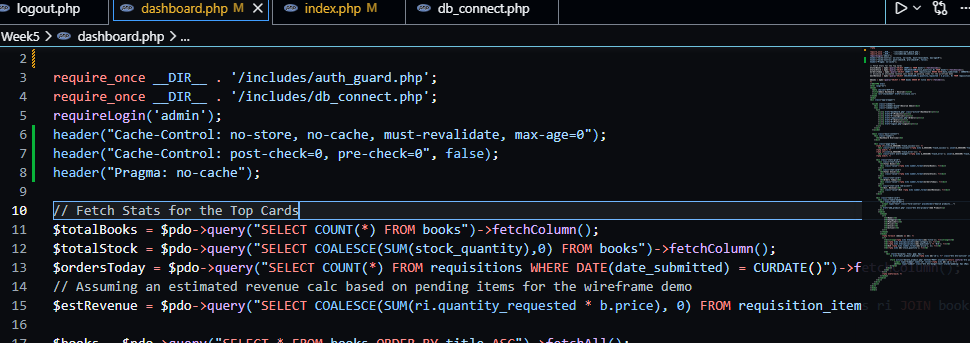 logout.php
dashboard.php M
index.php M
db_connect.php
Week5 > dashboard.php > ...
2
3 require_once __DIR__ . '/includes/auth_guard.php';
4 require_once __DIR__ . '/includes/db_connect.php';
5 requireLogin('admin');
6 header("Cache-Control: no-store, no-cache, must-revalidate, max-age=0");
7 header("Cache-Control: post-check=0, pre-check=0", false);
8 header("Pragma: no-cache");
9
10 // Fetch Stats for the Top Cards
11 $totalBooks = $pdo->query("SELECT COUNT(*) FROM books")->fetchColumn();
12 $totalStock = $pdo->query("SELECT COALESCE(SUM(stock_quantity),0) FROM books")->fetchColumn();
13 $ordersToday = $pdo->query("SELECT COUNT(*) FROM requisitions WHERE DATE(date_submitted) = CURDATE()")->f
14 // Assuming an estimated revenue calc based on pending items for the wireframe demo
15 $estRevenue = $pdo->query("SELECT COALESCE(SUM(ri.quantity_requested * b.price), 0) FROM requisition_items ri JOIN book
16
17 $books = $pdo->query("SELECT * FROM books ORDER BY title ASC")->fetchAll();